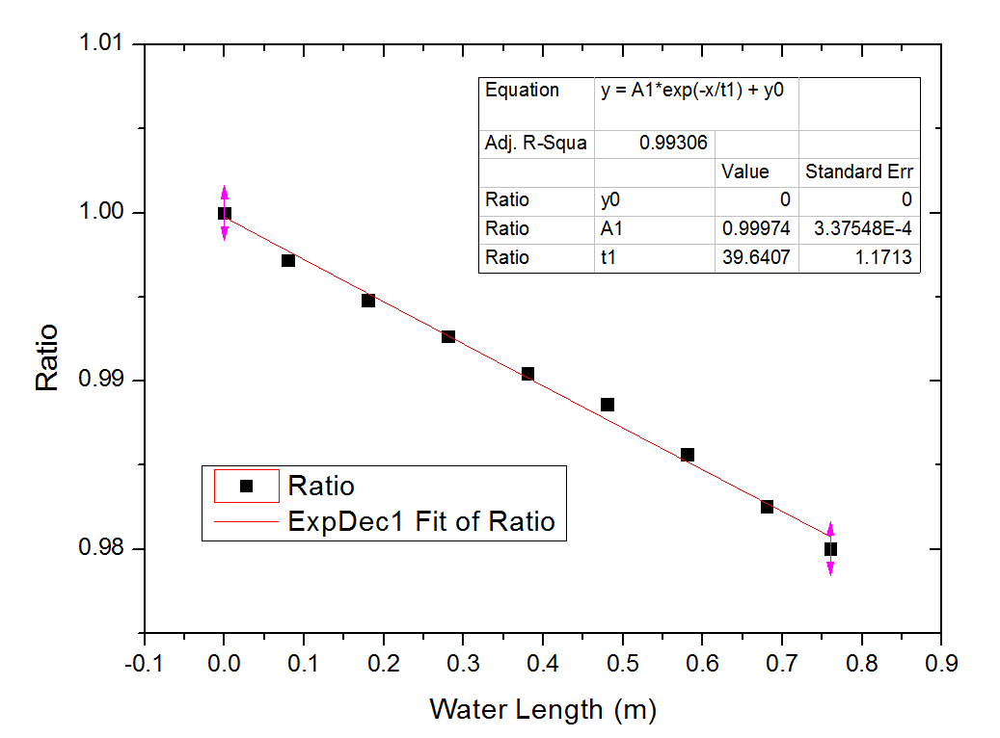 1.01
1.00
0.99
0.98
Ratio
Equation y = A1*exp(-x/t1) + y0
Adj. R-Squa 0.99306
Value Standard Err
Ratio y0 0 0
Ratio A1 0.99974 3.37548E-4
Ratio t1 39.6407 1.1713
Ratio
ExpDec1 Fit of Ratio
-0.1 0.0 0.1 0.2 0.3 0.4 0.5 0.6 0.7 0.8 0.9
Water Length (m)